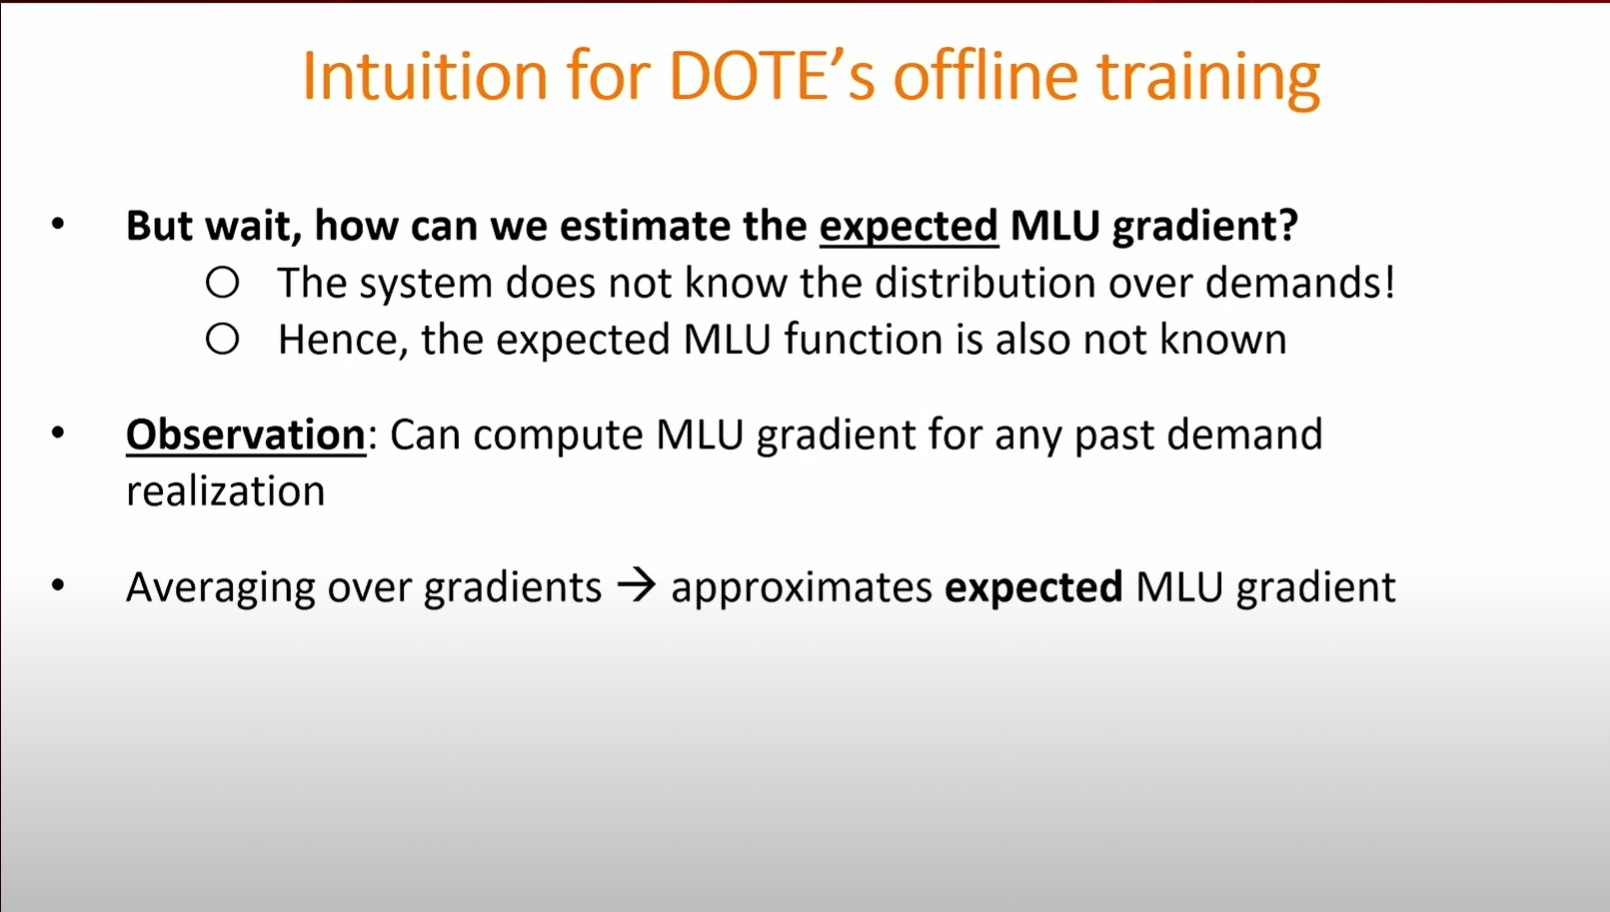 Intuition for DOTE’s offline training
• But wait, how can we estimate the expected MLU gradient?
○ The system does not know the distribution over demands!
○ Hence, the expected MLU function is also not known
• Observation: Can compute MLU gradient for any past demand
realization
• Averaging over gradients → approximates expected MLU gradient